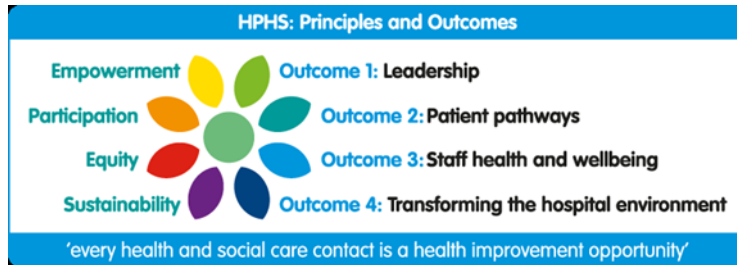 HPHS: Principles and Outcomes
Empowerment Outcome 1: Leadership
Participation Outcome 2: Patient pathways
Equity Outcome 3: Staff health and wellbeing
Sustainability Outcome 4: Transforming the hospital environment
'every health and social care contact is a health improvement opportunity'